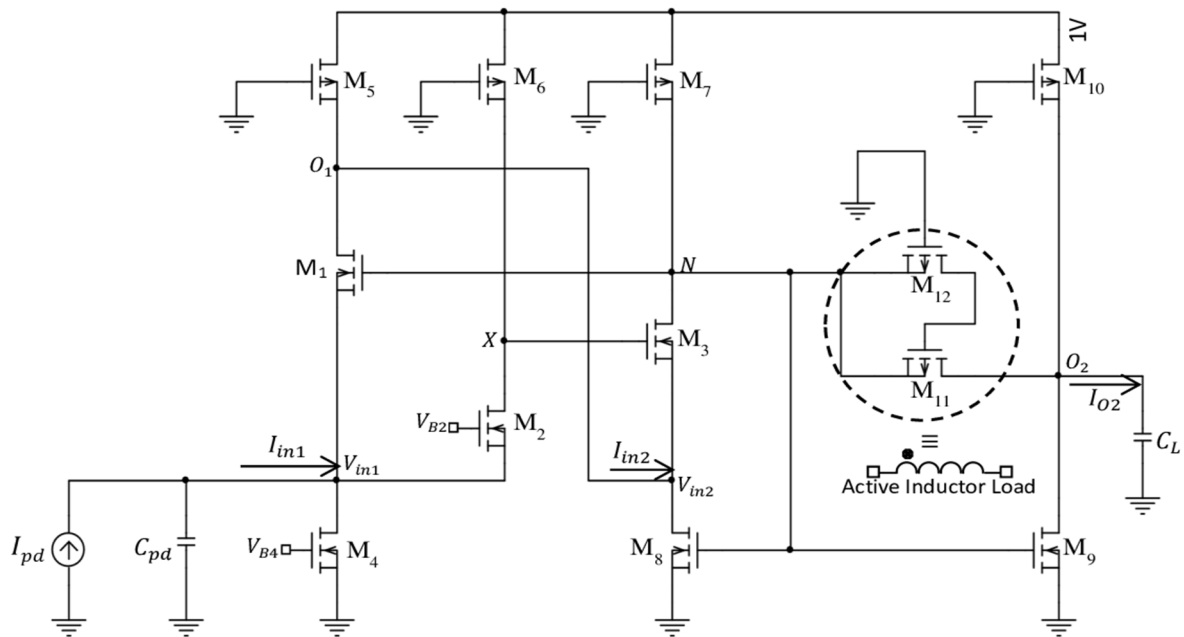 1V
M5
M6
M7
M10
O1
M1
N
M12
X
M3
M11
O2
IO2
VB2
M2
≡
CL
Iin1
Vin1
Iin2
Vin2
Active Inductor Load
Ipd
Cpd
VB4
M4
M8
M9